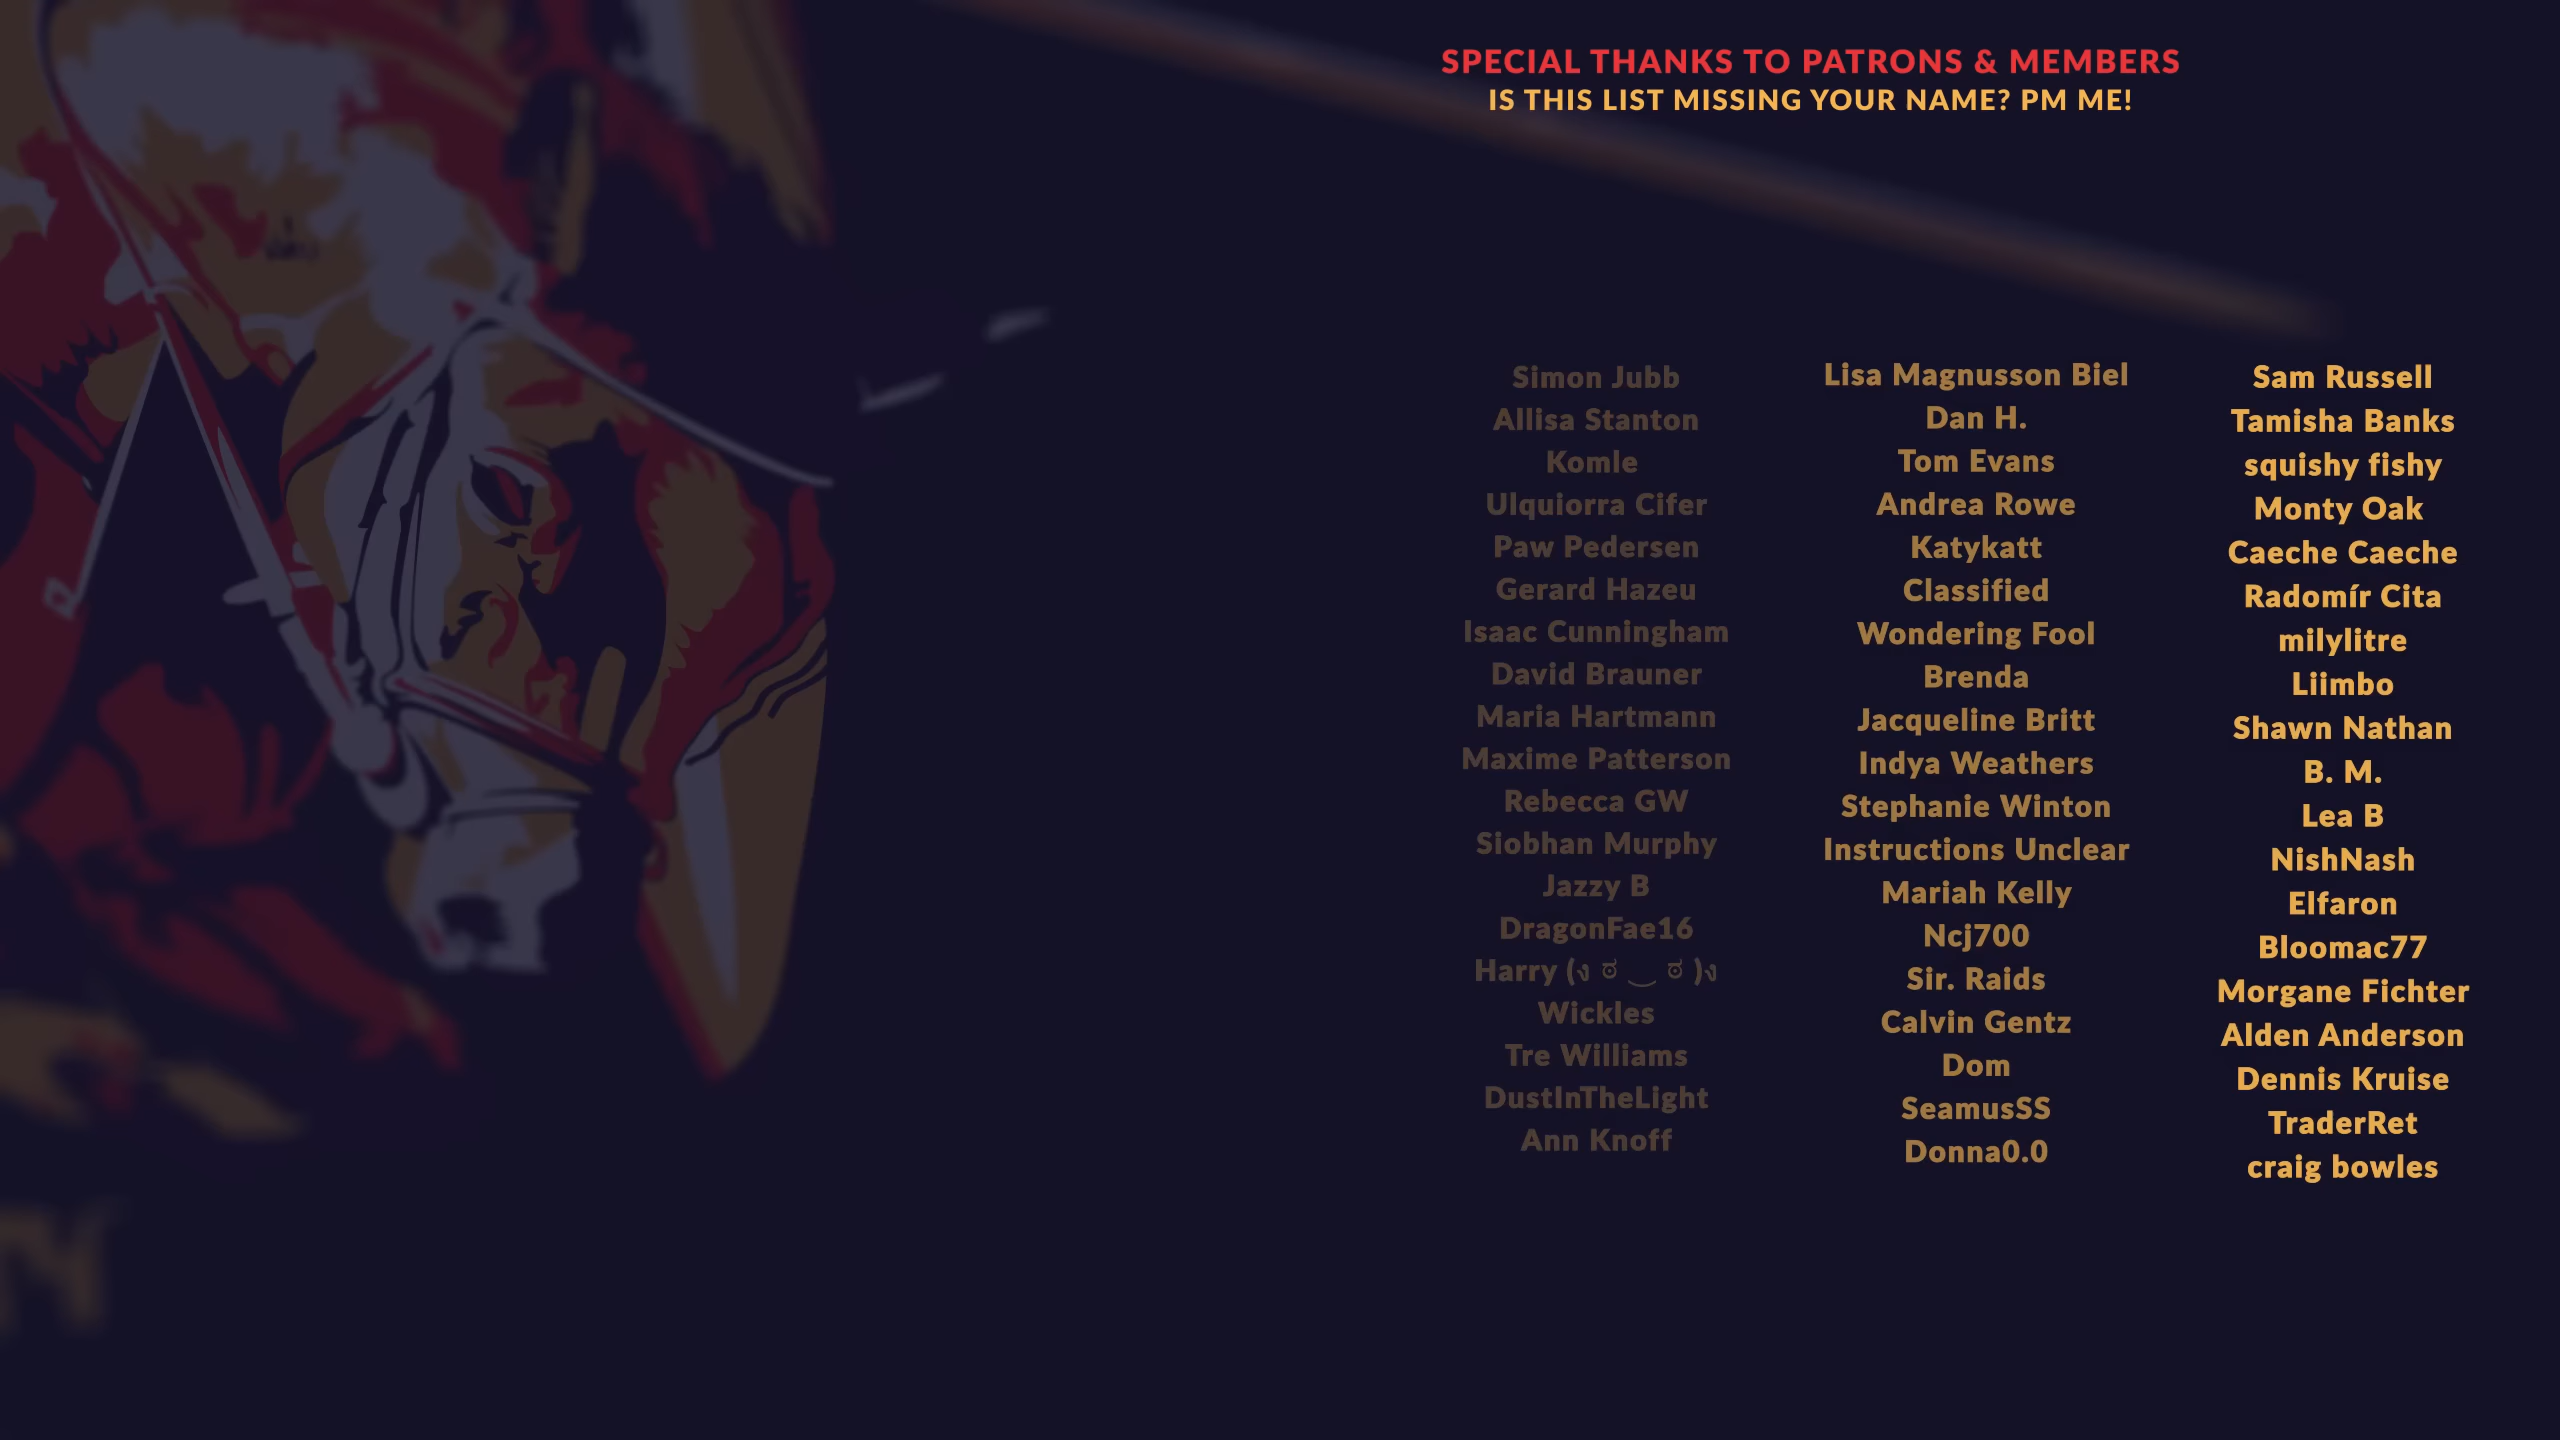 SPECIAL THANKS TO PATRONS & MEMBERS
IS THIS LIST MISSING YOUR NAME? PM ME!
Simon Jubb
Allisa Stanton
Komle
Ulquiorra Cifer
Paw Pedersen
Gerard Hazeu
Isaac Cunningham
David Brauner
Maria Hartmann
Maxime Patterson
Rebecca GW
Siobhan Murphy
Jazzy B
DragonFae16
Harry (ง ಠ ‿ ಠ )ง
Wickles
Tre Williams
DustInTheLight
Ann Knoff
Lisa Magnusson Biel
Dan H.
Tom Evans
Andrea Rowe
Katykatt
Classified
Wondering Fool
Brenda
Jacqueline Britt
Indya Weathers
Stephanie Winton
Instructions Unclear
Mariah Kelly
Ncj700
Sir. Raids
Calvin Gentz
Dom
SeamusSS
Donna0.0
Sam Russell
Tamisha Banks
squishy fishy
Monty Oak
Caeche Caeche
Radomír Cita
milylitre
Liimbo
Shawn Nathan
B. M.
Lea B
NishNash
Elfaron
Bloomac77
Morgane Fichter
Alden Anderson
Dennis Kruise
TraderRet
craig bowles